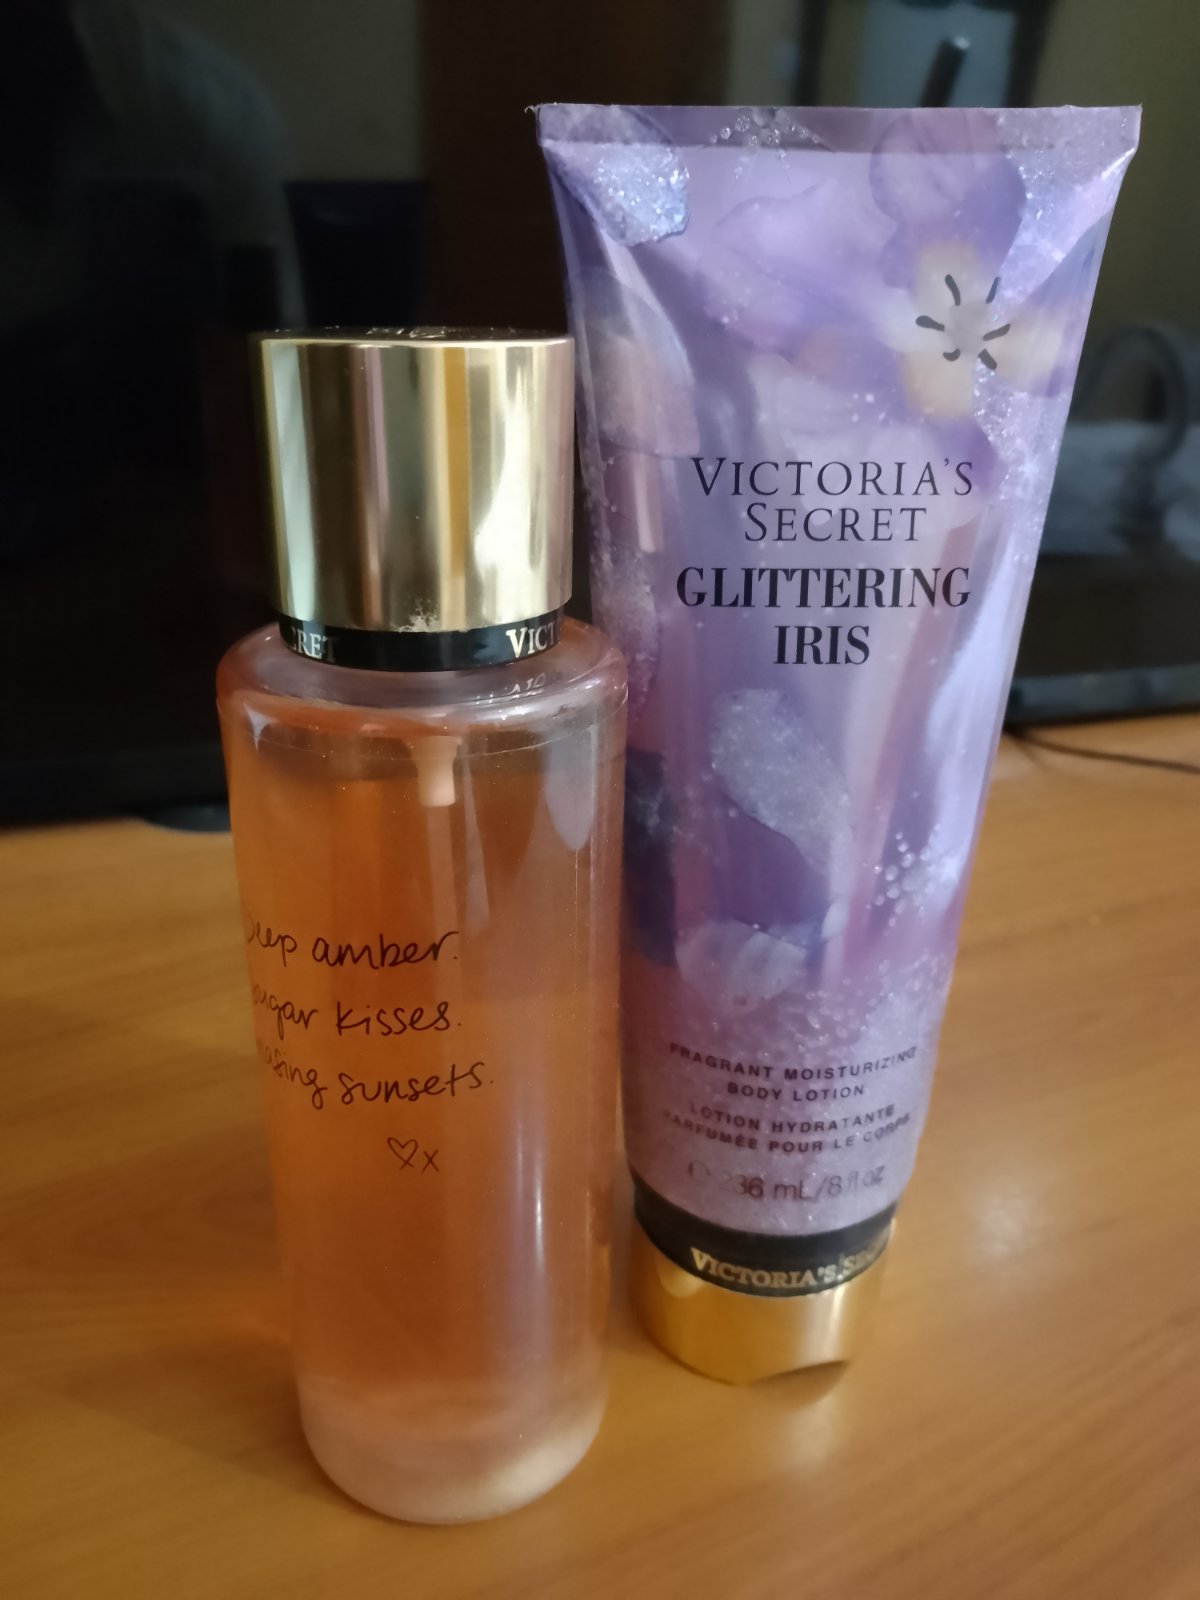 VICTORIA'S
SECRET
GLITTERING
IRIS
FRAGRANT MOISTURIZING
BODY LOTION
LOTION HYDRATANTE
PARFUMÉE POUR LE CORPS
℮ 236 mL/8 fl oz
VICTORIA'S
amber.
kisses.
sunsets.
♡x